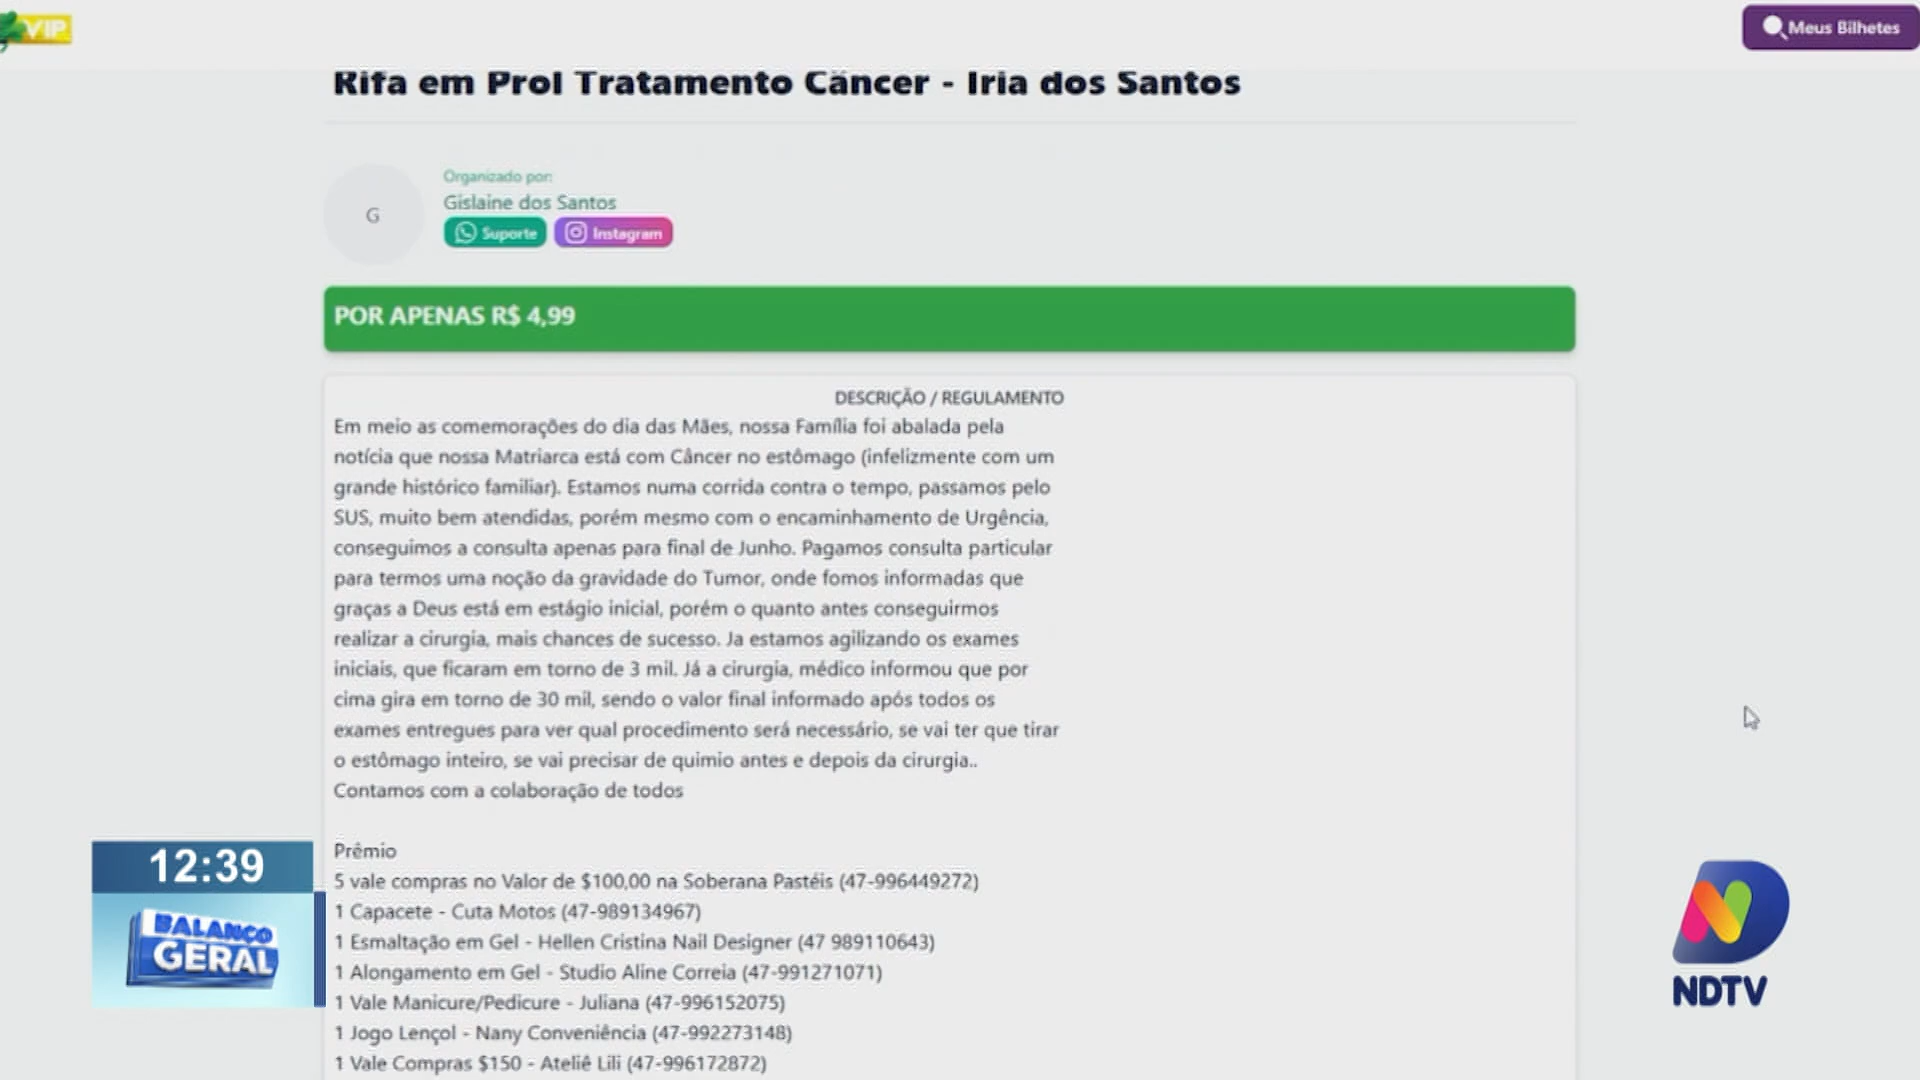 VIP
Meus Bilhetes
Rifa em Prol Tratamento Câncer - Iria dos Santos
G
Organizado por:
Gislaine dos Santos
Suporte
Instagram
POR APENAS R$ 4,99
DESCRIÇÃO / REGULAMENTO
Em meio as comemorações do dia das Mães, nossa Família foi abalada pela
notícia que nossa Matriarca está com Câncer no estômago (infelizmente com um
grande histórico familiar). Estamos numa corrida contra o tempo, passamos pelo
SUS, muito bem atendidas, porém mesmo com o encaminhamento de Urgência,
conseguimos a consulta apenas para final de Junho. Pagamos consulta particular
para termos uma noção da gravidade do Tumor, onde fomos informadas que
graças a Deus está em estágio inicial, porém o quanto antes conseguirmos
realizar a cirurgia, mais chances de sucesso. Ja estamos agilizando os exames
iniciais, que ficaram em torno de 3 mil. Já a cirurgia, médico informou que por
cima gira em torno de 30 mil, sendo o valor final informado após todos os
exames entregues para ver qual procedimento será necessário, se vai ter que tirar
o estômago inteiro, se vai precisar de quimio antes e depois da cirurgia..
Contamos com a colaboração de todos
Prêmio
5 vale compras no Valor de $100,00 na Soberana Pastéis (47-996449272)
1 Capacete - Cuta Motos (47-989134967)
1 Esmaltação em Gel - Hellen Cristina Nail Designer (47 989110643)
1 Alongamento em Gel - Studio Aline Correia (47-991271071)
1 Vale Manicure/Pedicure - Juliana (47-996152075)
1 Jogo Lençol - Nany Conveniência (47-992273148)
1 Vale Compras $150 - Ateliê Lili (47-996172872)
12:39
BALANÇO
GERAL
NDTV